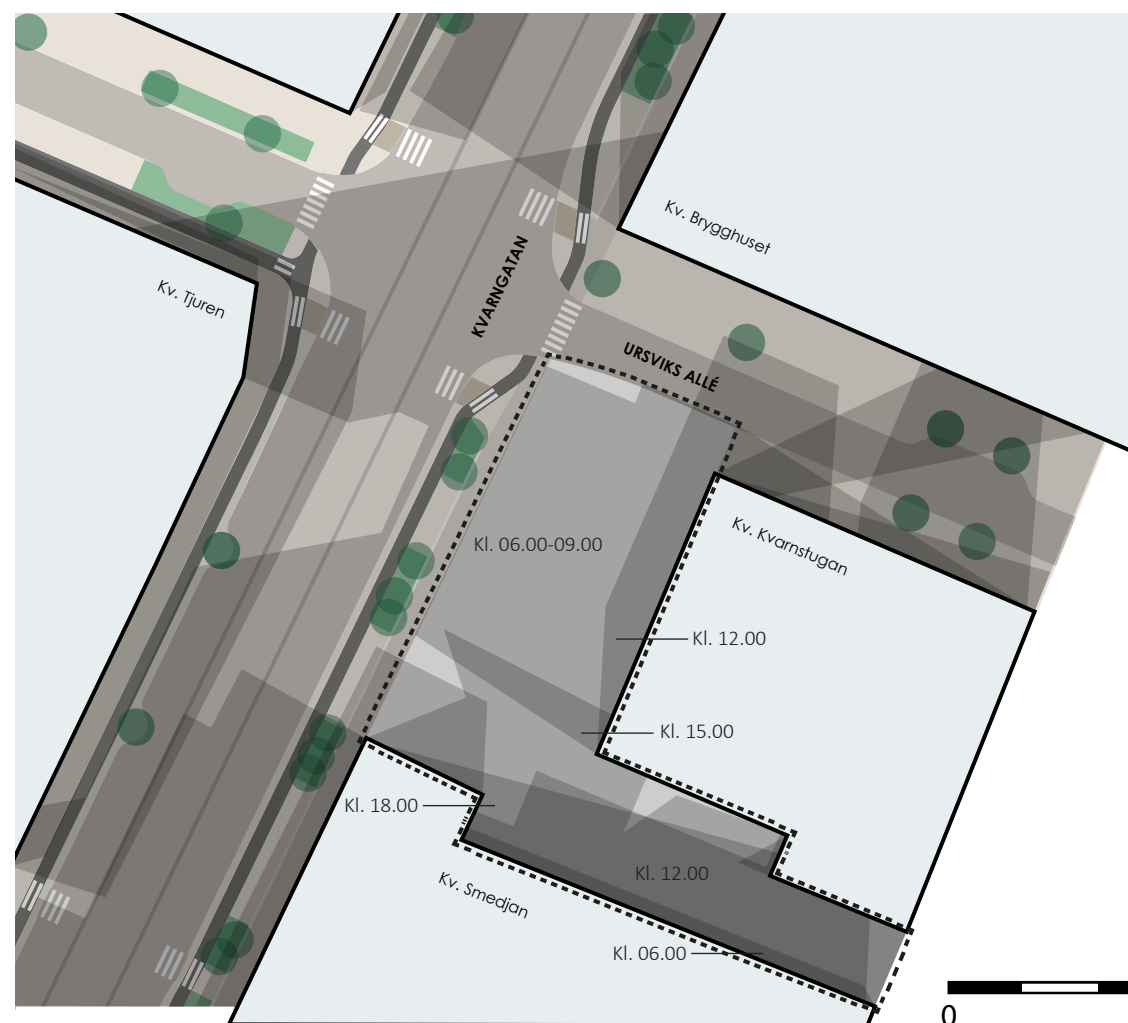 Kv. Brygghuset
KVARNGATAN
Kv. Tjuren
URSVIKS ALLÉ
Kl. 06.00-09.00
Kv. Kvarnstugan
Kl. 12.00
Kl. 15.00
Kl. 18.00
Kl. 12.00
Kv. Smedjan
Kl. 06.00
0